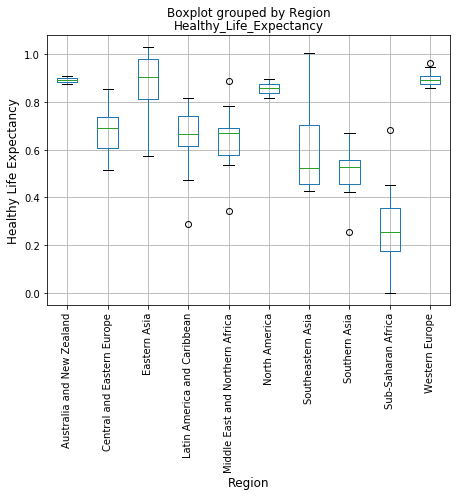 Boxplot grouped by Region
Healthy_Life_Expectancy
Healthy Life Expectancy
1.0
0.8
0.6
0.4
0.2
0.0
Australia and New Zealand
Central and Eastern Europe
Eastern Asia
Latin America and Caribbean
Middle East and Northern Africa
North America
Southeastern Asia
Southern Asia
Sub-Saharan Africa
Western Europe
Region